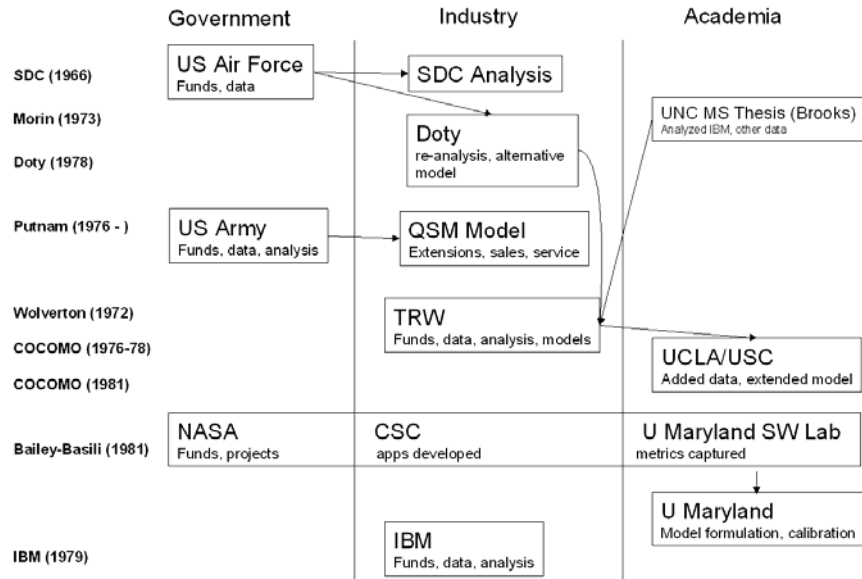 Government Industry Academia
SDC (1966)
US Air Force
Funds, data
SDC Analysis
Morin (1973)
UNC MS Thesis (Brooks)
Analyzed IBM, other data
Doty (1978)
Doty
re-analysis, alternative
model
Putnam (1976 - )
US Army
Funds, data, analysis
QSM Model
Extensions, sales, service
Wolverton (1972)
TRW
Funds, data, analysis, models
COCOMO (1976-78)
UCLA/USC
Added data, extended model
COCOMO (1981)
Bailey-Basili (1981)
NASA
Funds, projects
CSC
apps developed
U Maryland SW Lab
metrics captured
U Maryland
Model formulation, calibration
IBM (1979)
IBM
Funds, data, analysis